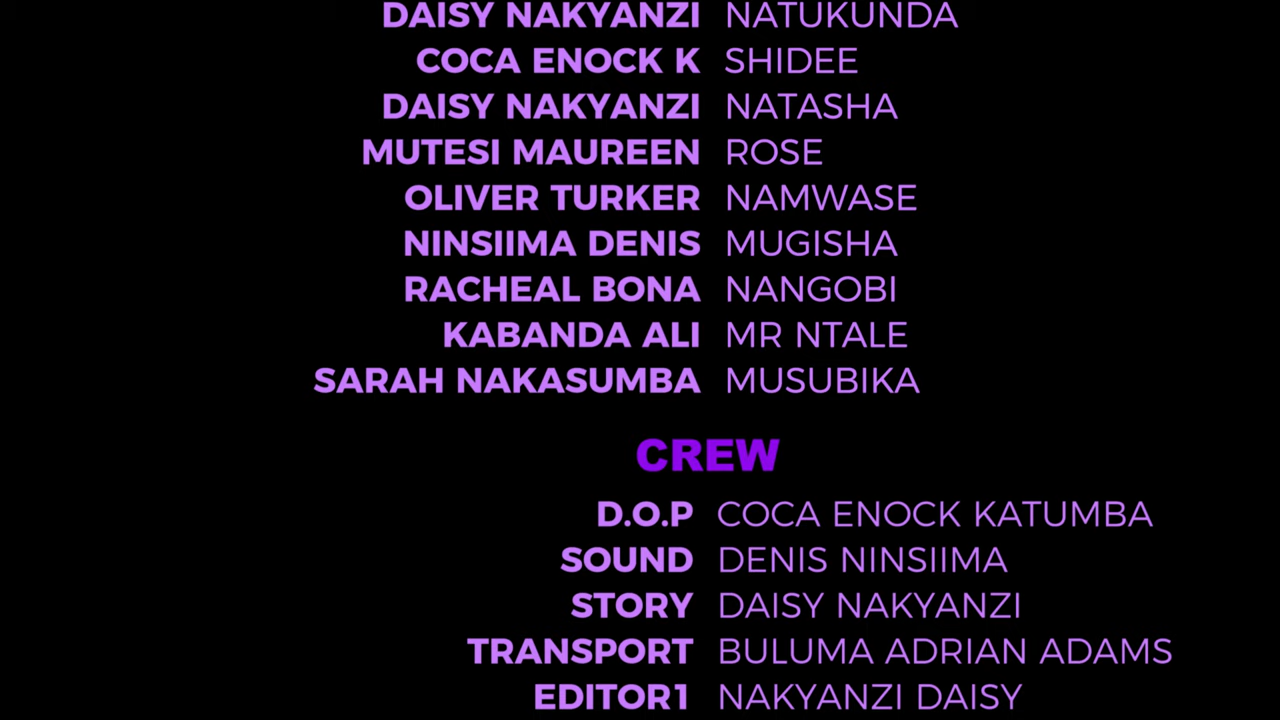 DAISY NAKYANZI NATUKUNDA
COCA ENOCK K SHIDEE
DAISY NAKYANZI NATASHA
MUTESI MAUREEN ROSE
OLIVER TURKER NAMWASE
NINSIIMA DENIS MUGISHA
RACHEAL BONA NANGOBI
KABANDA ALI MR NTALE
SARAH NAKASUMBA MUSUBIKA
CREW
D.O.P COCA ENOCK KATUMBA
SOUND DENIS NINSIIMA
STORY DAISY NAKYANZI
TRANSPORT BULUMA ADRIAN ADAMS
EDITOR1 NAKYANZI DAISY